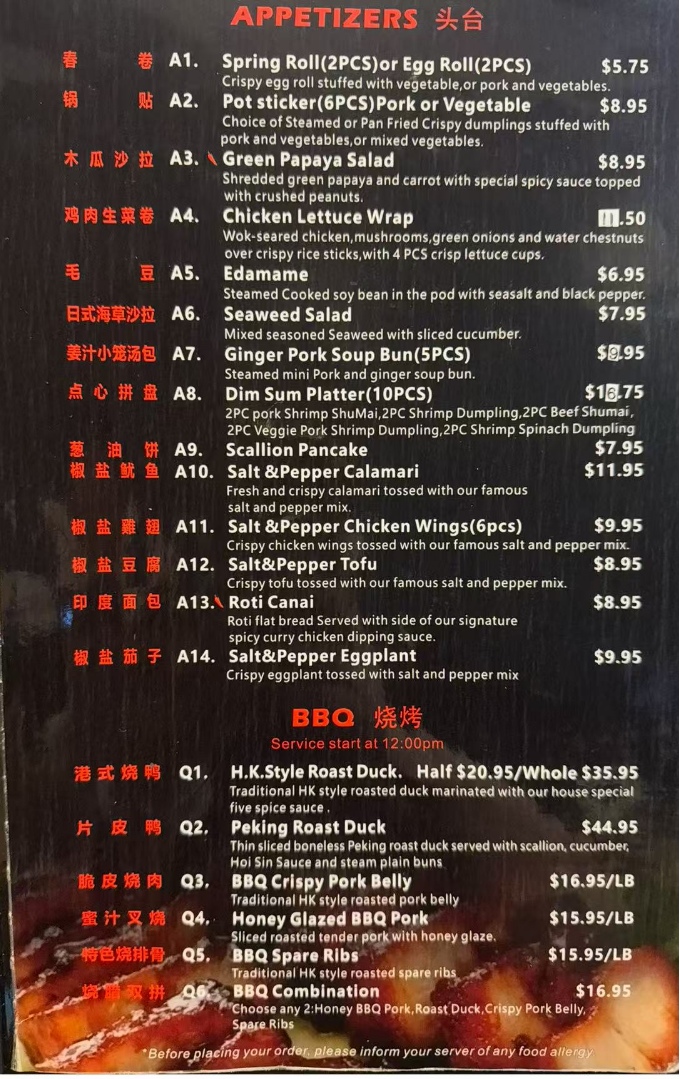 APPETIZERS 头台
春卷 A1. Spring Roll(2PCS)or Egg Roll(2PCS) $5.75
Crispy egg roll stuffed with vegetable,or pork and vegetables.
锅贴 A2. Pot sticker(6PCS)Pork or Vegetable $8.95
Choice of Steamed or Pan Fried Crispy dumplings stuffed with
pork and vegetables,or mixed vegetables.
木瓜沙拉 A3. Green Papaya Salad $8.95
Shredded green papaya and carrot with special spicy sauce topped
with crushed peanuts.
鸡肉生菜卷 A4. Chicken Lettuce Wrap .50
Wok-seared chicken,mushrooms,green onions and water chestnuts
over crispy rice sticks,with 4 PCS crisp lettuce cups.
毛豆 A5. Edamame $6.95
Steamed Cooked soy bean in the pod with seasalt and black pepper.
日式海草沙拉 A6. Seaweed Salad $7.95
Mixed seasoned Seaweed with sliced cucumber.
姜汁小笼汤包 A7. Ginger Pork Soup Bun(5PCS) $9.95
Steamed mini Pork and ginger soup bun.
点心拼盘 A8. Dim Sum Platter(10PCS) $16.75
2PC pork Shrimp ShuMai,2PC Shrimp Dumpling,2PC Beef Shumai,
2PC Veggie Pork Shrimp Dumpling,2PC Shrimp Spinach Dumpling
葱油饼 A9. Scallion Pancake $7.95
椒盐鱿鱼 A10. Salt &Pepper Calamari $11.95
Fresh and crispy calamari tossed with our famous
salt and pepper mix.
椒盐雞翅 A11. Salt &Pepper Chicken Wings(6pcs) $9.95
Crispy chicken wings tossed with our famous salt and pepper mix.
椒盐豆腐 A12. Salt&Pepper Tofu $8.95
Crispy tofu tossed with our famous salt and pepper mix.
印度面包 A13. Roti Canai $8.95
Roti flat bread Served with side of our signature
spicy curry chicken dipping sauce.
椒盐茄子 A14. Salt&Pepper Eggplant $9.95
Crispy eggplant tossed with salt and pepper mix
BBQ 烧烤
Service start at 12:00pm
港式烧鸭 Q1. H.K.Style Roast Duck. Half $20.95/Whole $35.95
Traditional HK style roasted duck marinated with our house special
five spice sauce .
片皮鸭 Q2. Peking Roast Duck $44.95
Thin sliced boneless Peking roast duck served with scallion, cucumber,
Hoi Sin Sauce and steam plain buns
脆皮烧肉 Q3. BBQ Crispy Pork Belly $16.95/LB
Traditional HK style roasted pork belly
蜜汁叉烧 Q4. Honey Glazed BBQ Pork $15.95/LB
Sliced roasted tender pork with honey glaze.
特色烧排骨 Q5. BBQ Spare Ribs $15.95/LB
Traditional HK style roasted spare ribs
烧腊双拼 Q6. BBQ Combination $16.95
Choose any 2:Honey BBQ Pork,Roast Duck,Crispy Pork Belly,
Spare Ribs
*Before placing your order, please inform your server of any food allergy